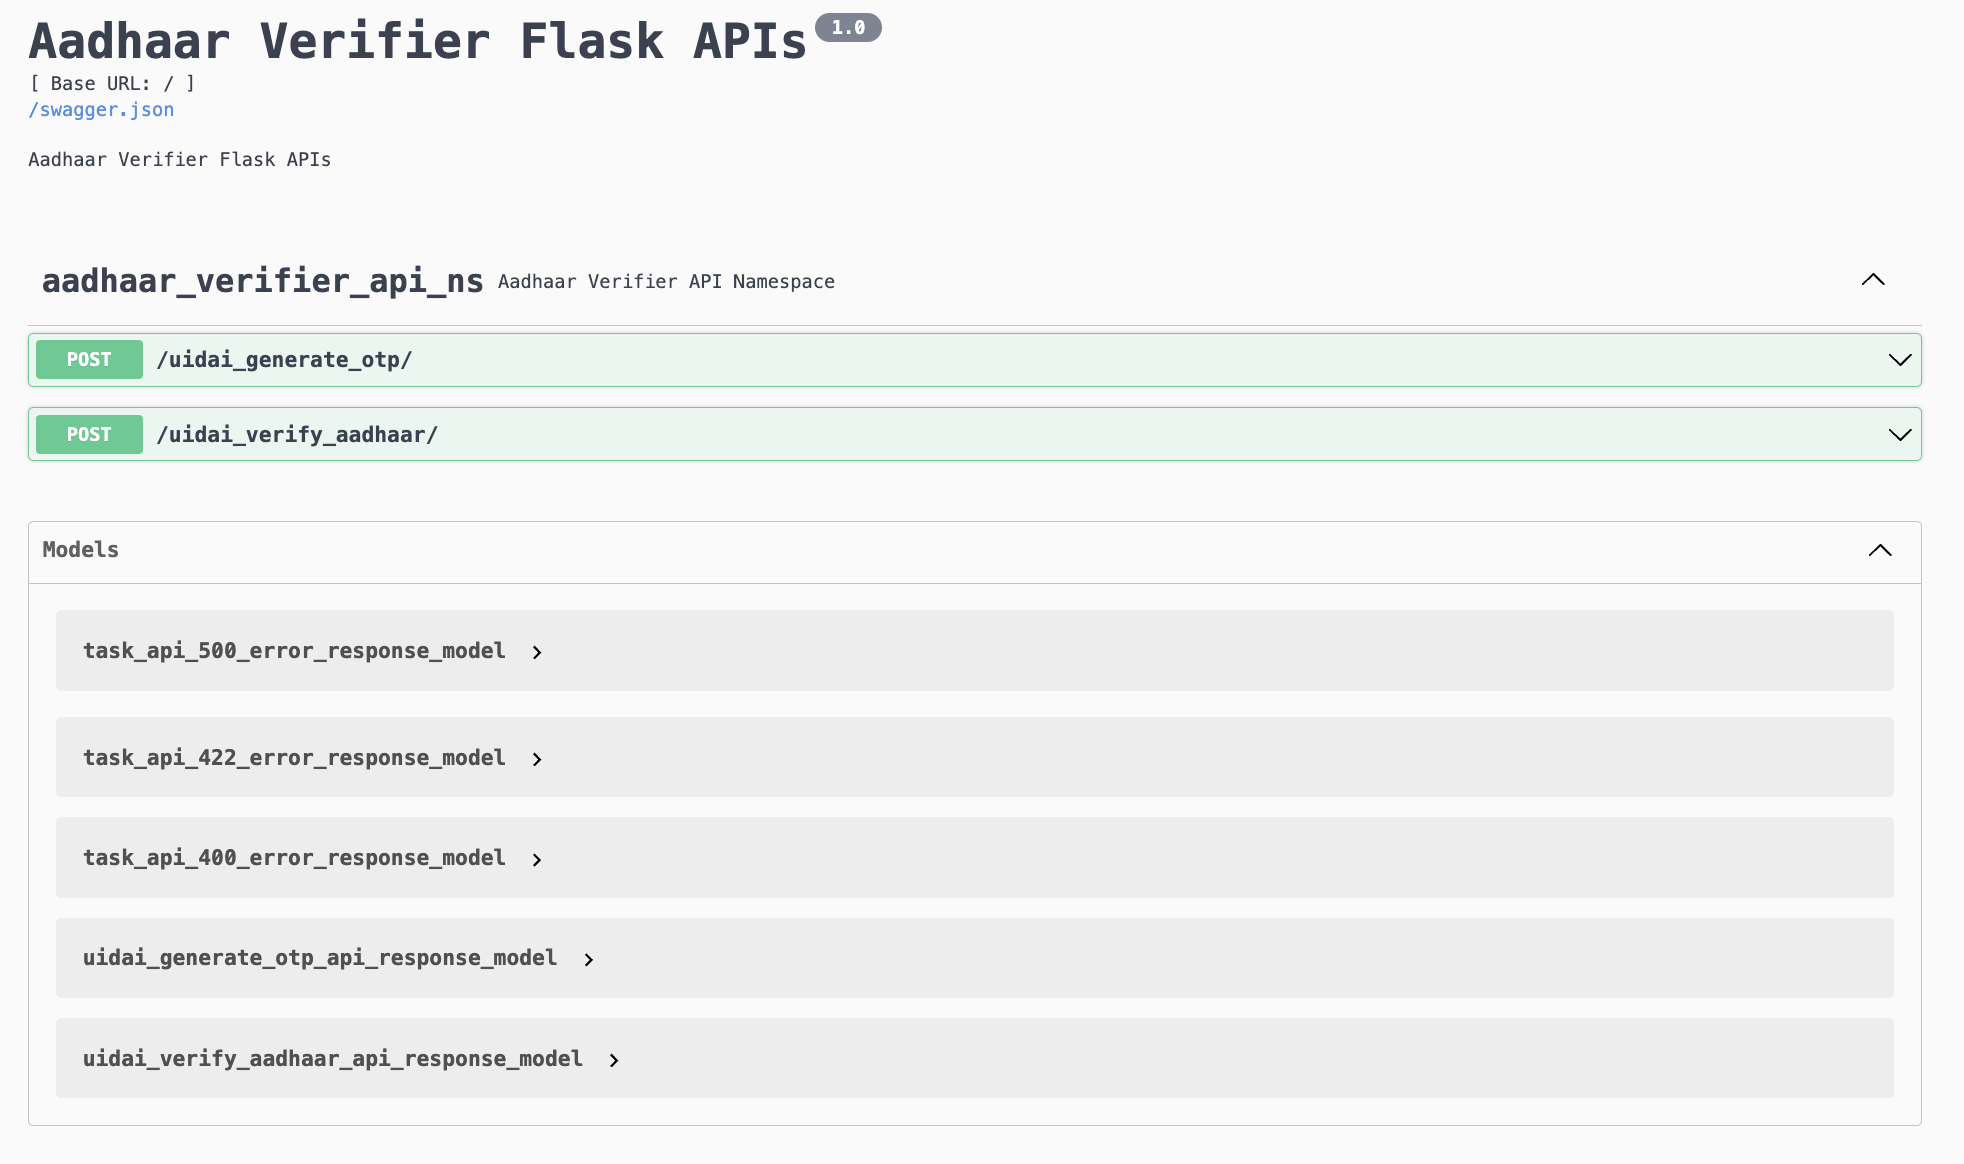 Aadhaar Verifier Flask APIs 1.0
[ Base URL: / ]
/swagger.json
Aadhaar Verifier Flask APIs
aadhaar_verifier_api_ns Aadhaar Verifier API Namespace
POST /uidai_generate_otp/
POST /uidai_verify_aadhaar/
Models
task_api_500_error_response_model
task_api_422_error_response_model
task_api_400_error_response_model
uidai_generate_otp_api_response_model
uidai_verify_aadhaar_api_response_model